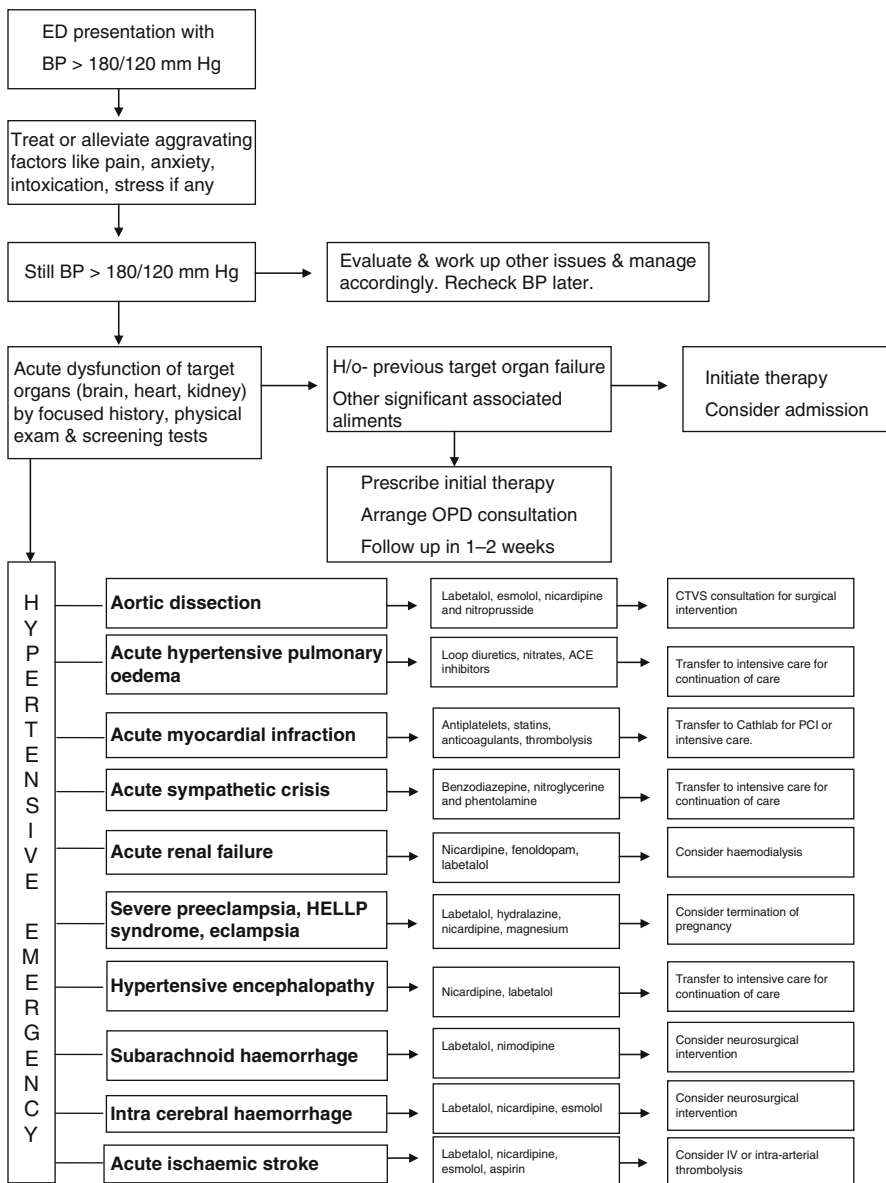 ED presentation with
BP > 180/120 mm Hg
Treat or alleviate aggravating
factors like pain, anxiety,
intoxication, stress if any
Still BP > 180/120 mm Hg
Evaluate & work up other issues & manage
accordingly. Recheck BP later.
Acute dysfunction of target
organs (brain, heart, kidney)
by focused history, physical
exam & screening tests
H/o- previous target organ failure
Other significant associated
aliments
Initiate therapy
Consider admission
Prescribe initial therapy
Arrange OPD consultation
Follow up in 1–2 weeks
HYPERTENSIVE EMERGENCY
Aortic dissection
Labetalol, esmolol, nicardipine
and nitroprusside
CTVS consultation for surgical
intervention
Acute hypertensive pulmonary
oedema
Loop diuretics, nitrates, ACE
inhibitors
Transfer to intensive care for
continuation of care
Acute myocardial infraction
Antiplatelets, statins,
anticoagulants, thrombolysis
Transfer to Cathlab for PCI or
intensive care.
Acute sympathetic crisis
Benzodiazepine, nitroglycerine
and phentolamine
Transfer to intensive care for
continuation of care
Acute renal failure
Nicardipine, fenoldopam,
labetalol
Consider haemodialysis
Severe preeclampsia, HELLP
syndrome, eclampsia
Labetalol, hydralazine,
nicardipine, magnesium
Consider termination of
pregnancy
Hypertensive encephalopathy
Nicardipine, labetalol
Transfer to intensive care for
continuation of care
Subarachnoid haemorrhage
Labetalol, nimodipine
Consider neurosurgical
intervention
Intra cerebral haemorrhage
Labetalol, nicardipine, esmolol
Consider neurosurgical
intervention
Acute ischaemic stroke
Labetalol, nicardipine,
esmolol, aspirin
Consider IV or intra-arterial
thrombolysis